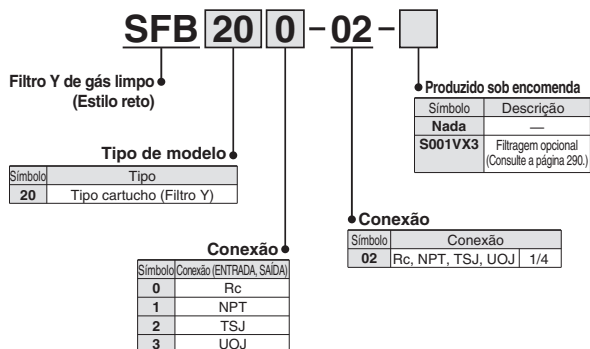 SFB 20 0 - 02 -
Filtro Y de gás limpo
(Estilo reto)
Produzido sob encomenda
Símbolo Descrição
Nada —
S001VX3 Filtragem opcional
(Consulte a página 290.)
Tipo de modelo
Símbolo Tipo
20 Tipo cartucho (Filtro Y)
Conexão
Símbolo Conexão
02 Rc, NPT, TSJ, UOJ 1/4
Conexão
Símbolo Conexão (ENTRADA, SAÍDA)
0 Rc
1 NPT
2 TSJ
3 UOJ